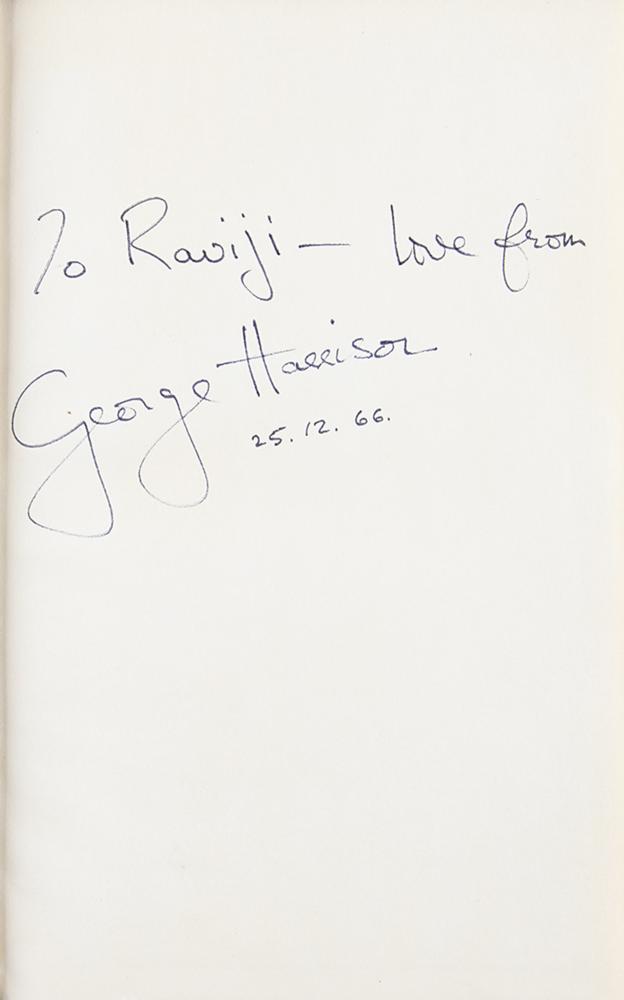 To Raviji — love from
George Harrison
25.12.66.